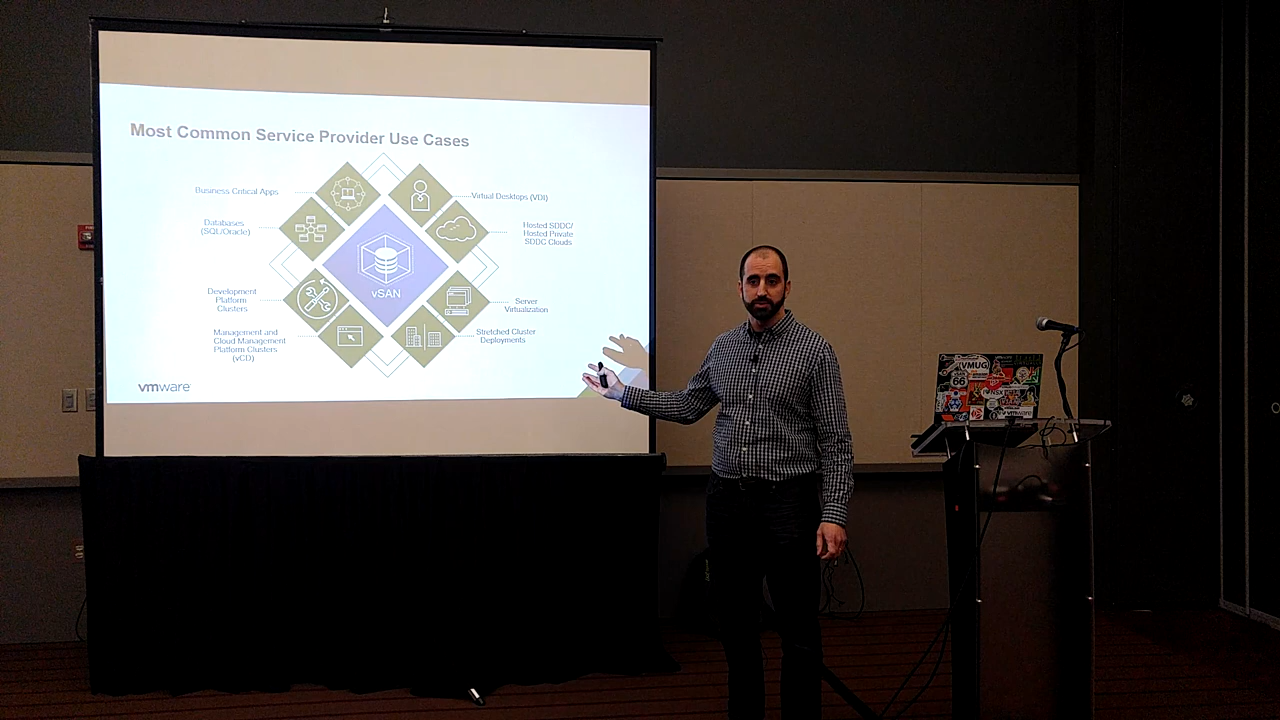 Most Common Service Provider Use Cases
Business Critical Apps
Virtual Desktops (VDI)
Databases
(SQL/Oracle)
Hosted SDDC/
Hosted Private
SDDC Clouds
vSAN
Development
Platform
Clusters
Server
Virtualization
Management and
Cloud Management
Platform Clusters
(vCD)
Stretched Cluster
Deployments
vmware
VMUG
66
NSX
vmware